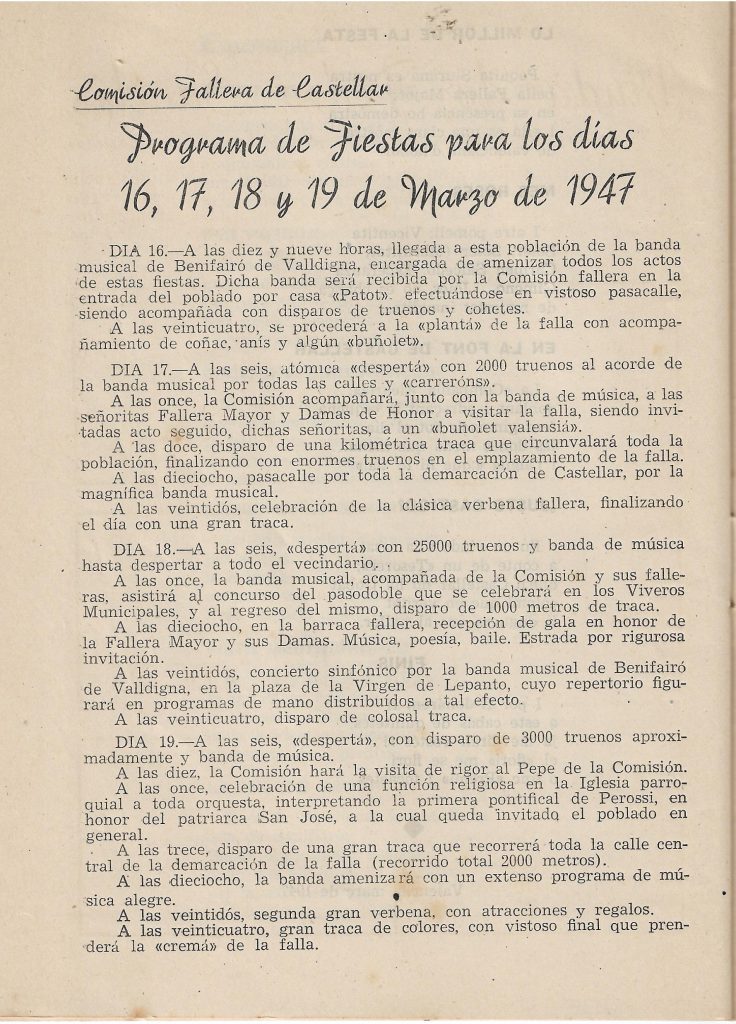 Comisión Fallera de Castellar
Programa de Fiestas para los días
16, 17, 18 y 19 de Marzo de 1947
DIA 16.—A las diez y nueve horas, llegada a esta población de la banda
musical de Benifairó de Valldigna, encargada de amenizar todos los actos
de estas fiestas. Dicha banda será recibida por la Comisión fallera en la
entrada del poblado por casa «Patot». efectuándose en vistoso pasacalle,
siendo acompañada con disparos de truenos y cohetes.
A las veinticuatro, se procederá a la «plantá» de la falla con acompa-
ñamiento de coñac, anís y algún «buñolet».
DIA 17.—A las seis, atómica «despertá» con 2000 truenos al acorde de
la banda musical por todas las calles y «carreróns».
A las once, la Comisión acompañará, junto con la banda de música, a las
señoritas Fallera Mayor y Damas de Honor a visitar la falla, siendo invi-
tadas acto seguido, dichas señoritas, a un «buñolet valensiá».
A las doce, disparo de una kilométrica traca que circunvalará toda la
población, finalizando con enormes truenos en el emplazamiento de la falla.
A las dieciocho, pasacalle por toda la demarcación de Castellar, por la
magnífica banda musical.
A las veintidós, celebración de la clásica verbena fallera, finalizando
el día con una gran traca.
DIA 18.—A las seis, «despertá» con 25000 truenos y banda de música
hasta despertar a todo el vecindario.
A las once, la banda musical, acompañada de la Comisión y sus falle-
ras, asistirá al concurso del pasodoble que se celebrará en los Viveros
Municipales, y al regreso del mismo, disparo de 1000 metros de traca.
A las dieciocho, en la barraca fallera, recepción de gala en honor de
la Fallera Mayor y sus Damas. Música, poesía, baile. Estrada por rigurosa
invitación.
A las veintidós, concierto sinfónico por la banda musical de Benifairó
de Valldigna, en la plaza de la Virgen de Lepanto, cuyo repertorio figu-
rará en programas de mano distribuídos a tal efecto.
A las veinticuatro, disparo de colosal traca.
DIA 19.—A las seis, «despertá», con disparo de 3000 truenos aproxi-
madamente y banda de música.
A las diez, la Comisión hará la visita de rigor al Pepe de la Comisión.
A las once, celebración de una función religiosa en la Iglesia parro-
quial a toda orquesta, interpretando la primera pontifical de Perossi, en
honor del patriarca San José, a la cual queda invitado el poblado en
general.
A las trece, disparo de una gran traca que recorrerá toda la calle cen-
tral de la demarcación de la falla (recorrido total 2000 metros).
A las dieciocho, la banda amenizará con un extenso programa de mú-
sica alegre.
A las veintidós, segunda gran verbena, con atracciones y regalos.
A las veinticuatro, gran traca de colores, con vistoso final que pren-
derá la «cremá» de la falla.